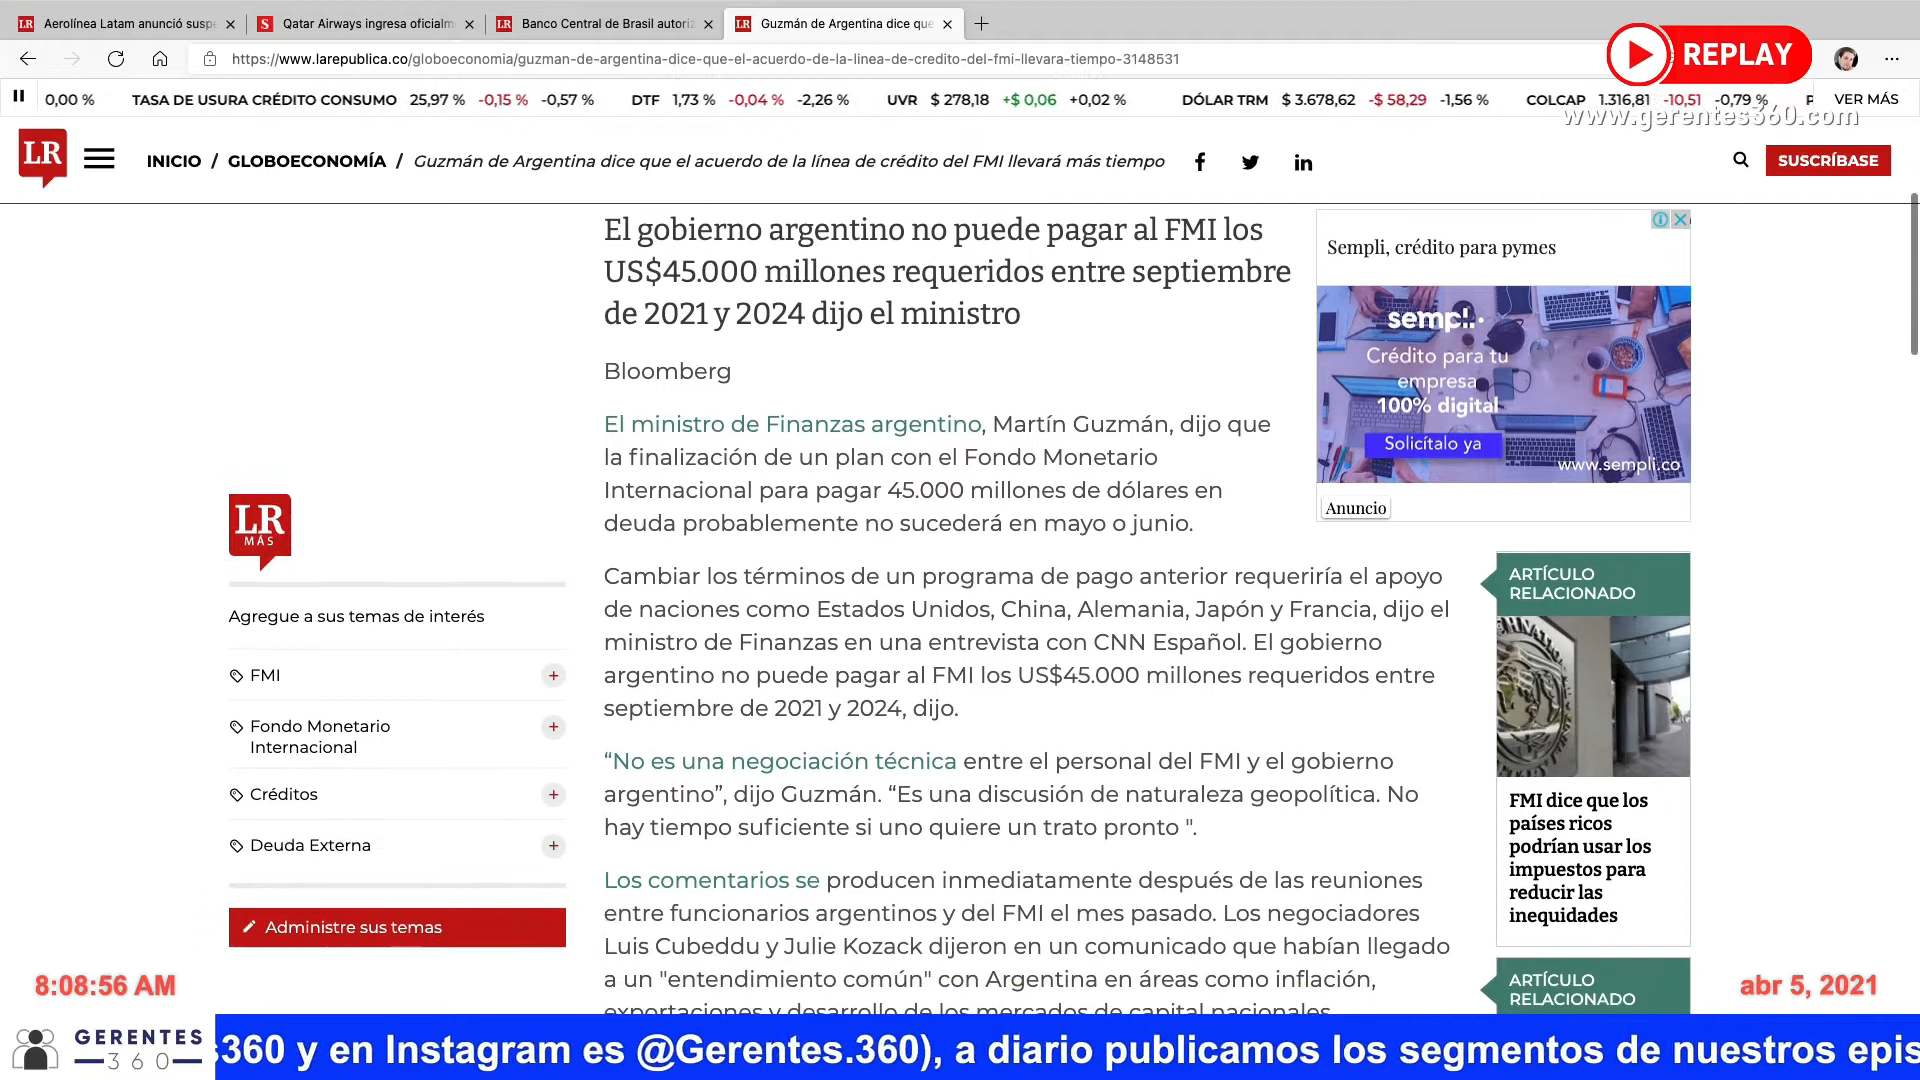 Aerolínea Latam anunció susp
Qatar Airways ingresa oficialm
Banco Central de Brasil autoriz
Guzmán de Argentina dice que
REPLAY
https://www.larepublica.co/globoeconomia/guzman-de-argentina-dice-que-el-acuerdo-de-la-linea-de-credito-del-fmi-llevara-tiempo-3148531
0,00 % TASA DE USURA CRÉDITO CONSUMO 25,97 % -0,15 % -0,57 % DTF 1,73 % -0,04 % -2,26 % UVR $ 278,18 +$ 0,06 +0,02 % DÓLAR TRM $ 3.678,62 -$ 58,29 -1,56 % COLCAP 1.316,81 -10,51 -0,79 % VER MÁS
www.gerentes360.com
LR INICIO / GLOBOECONOMÍA / Guzmán de Argentina dice que el acuerdo de la línea de crédito del FMI llevará más tiempo
SUSCRÍBASE
El gobierno argentino no puede pagar al FMI los
US$45.000 millones requeridos entre septiembre
de 2021 y 2024 dijo el ministro
Bloomberg
El ministro de Finanzas argentino, Martín Guzmán, dijo que
la finalización de un plan con el Fondo Monetario
Internacional para pagar 45.000 millones de dólares en
deuda probablemente no sucederá en mayo o junio.
Cambiar los términos de un programa de pago anterior requeriría el apoyo
de naciones como Estados Unidos, China, Alemania, Japón y Francia, dijo el
ministro de Finanzas en una entrevista con CNN Español. El gobierno
argentino no puede pagar al FMI los US$45.000 millones requeridos entre
septiembre de 2021 y 2024, dijo.
“No es una negociación técnica entre el personal del FMI y el gobierno
argentino”, dijo Guzmán. “Es una discusión de naturaleza geopolítica. No
hay tiempo suficiente si uno quiere un trato pronto ".
Los comentarios se producen inmediatamente después de las reuniones
entre funcionarios argentinos y del FMI el mes pasado. Los negociadores
Luis Cubeddu y Julie Kozack dijeron en un comunicado que habían llegado
a un "entendimiento común" con Argentina en áreas como inflación,
exportaciones y desarrollo de los mercados de capital nacionales.
LR
MÁS
Agregue a sus temas de interés
FMI
Fondo Monetario
Internacional
Créditos
Deuda Externa
Administre sus temas
Sempli, crédito para pymes
sempli
Crédito para tu
empresa
100% digital
Solicítalo ya
www.sempli.co
Anuncio
ARTÍCULO
RELACIONADO
FMI dice que los
países ricos
podrían usar los
impuestos para
reducir las
inequidades
ARTÍCULO
RELACIONADO
8:08:56 AM
abr 5, 2021
GERENTES
360
s360 y en Instagram es @Gerentes.360), a diario publicamos los segmentos de nuestros epis